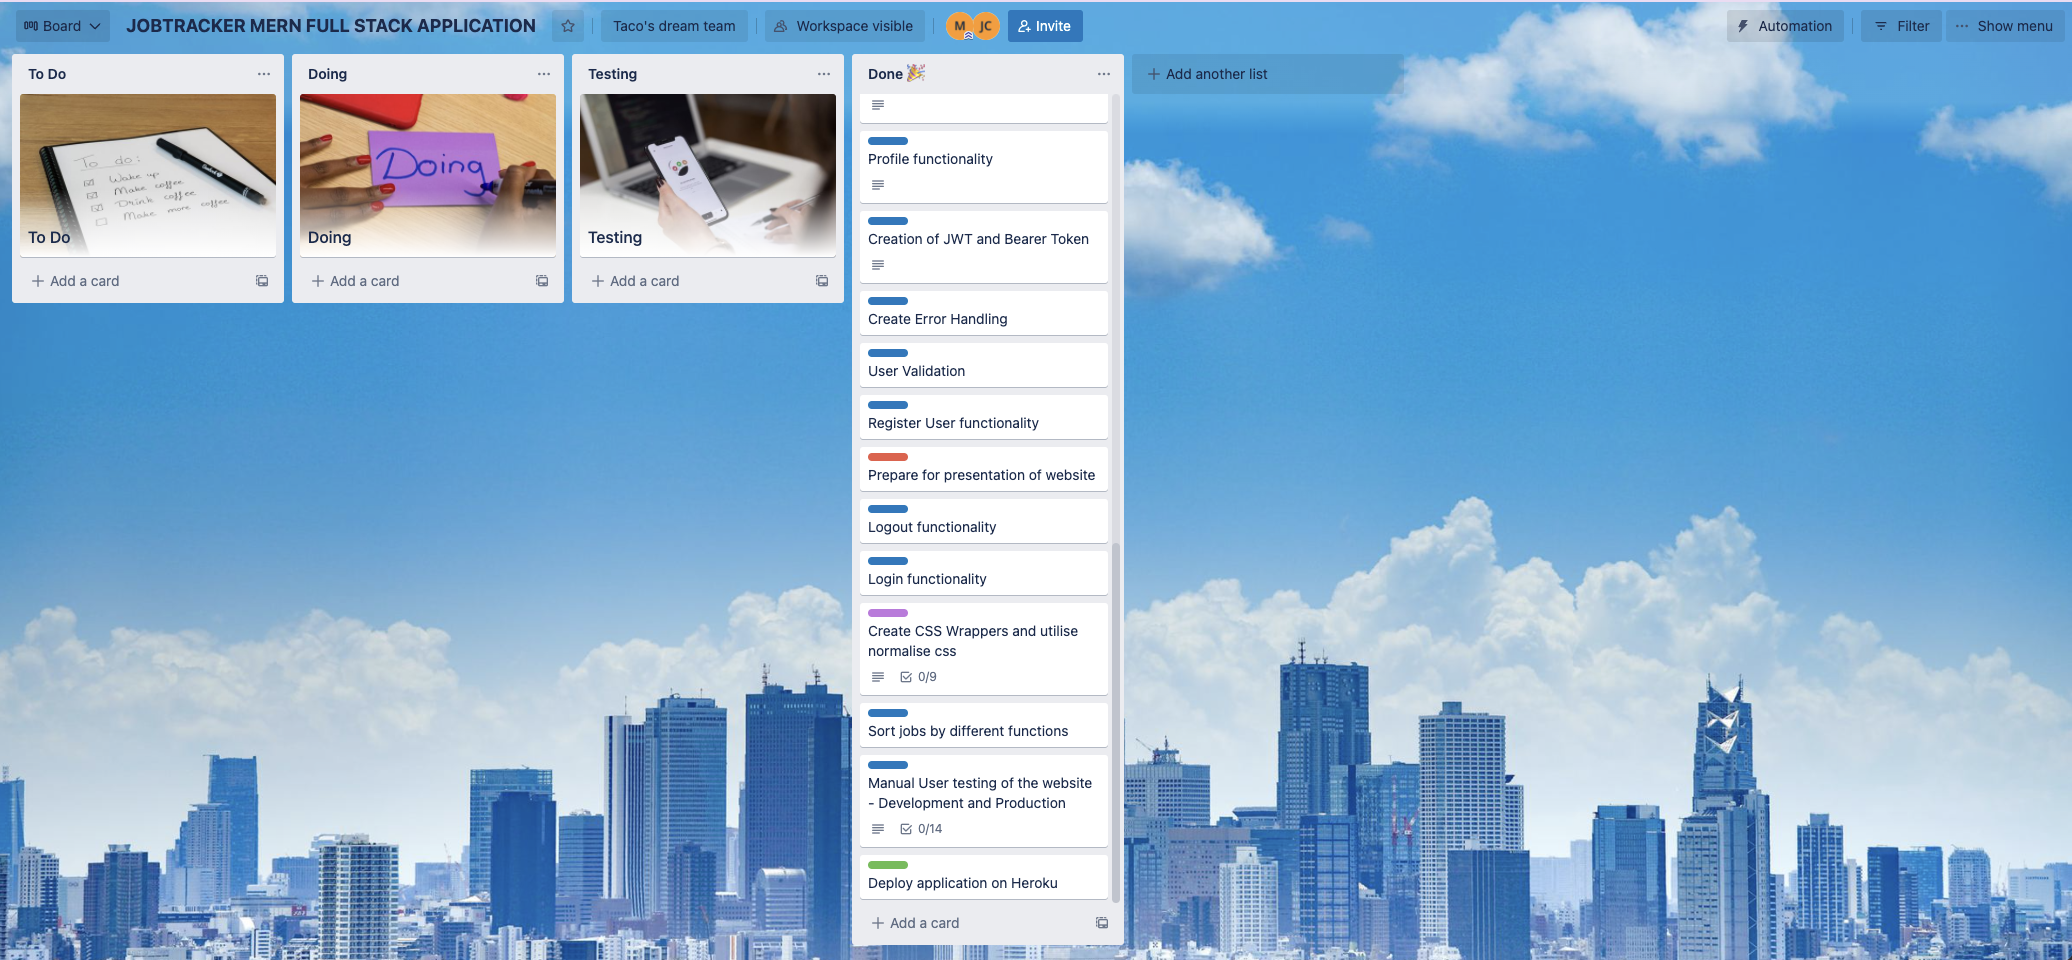 Board
JOBTRACKER MERN FULL STACK APPLICATION
Taco's dream team
Workspace visible
M
JC
Invite
Automation
Filter
Show menu
To Do
To do:
Wake up
Make coffee
Drink coffee
Make more coffee
To Do
Add a card
Doing
Doing
Doing
Add a card
Testing
Testing
Add a card
Done
Profile functionality
Creation of JWT and Bearer Token
Create Error Handling
User Validation
Register User functionality
Prepare for presentation of website
Logout functionality
Login functionality
Create CSS Wrappers and utilise
normalise css
0/9
Sort jobs by different functions
Manual User testing of the website
- Development and Production
0/14
Deploy application on Heroku
Add a card
Add another list